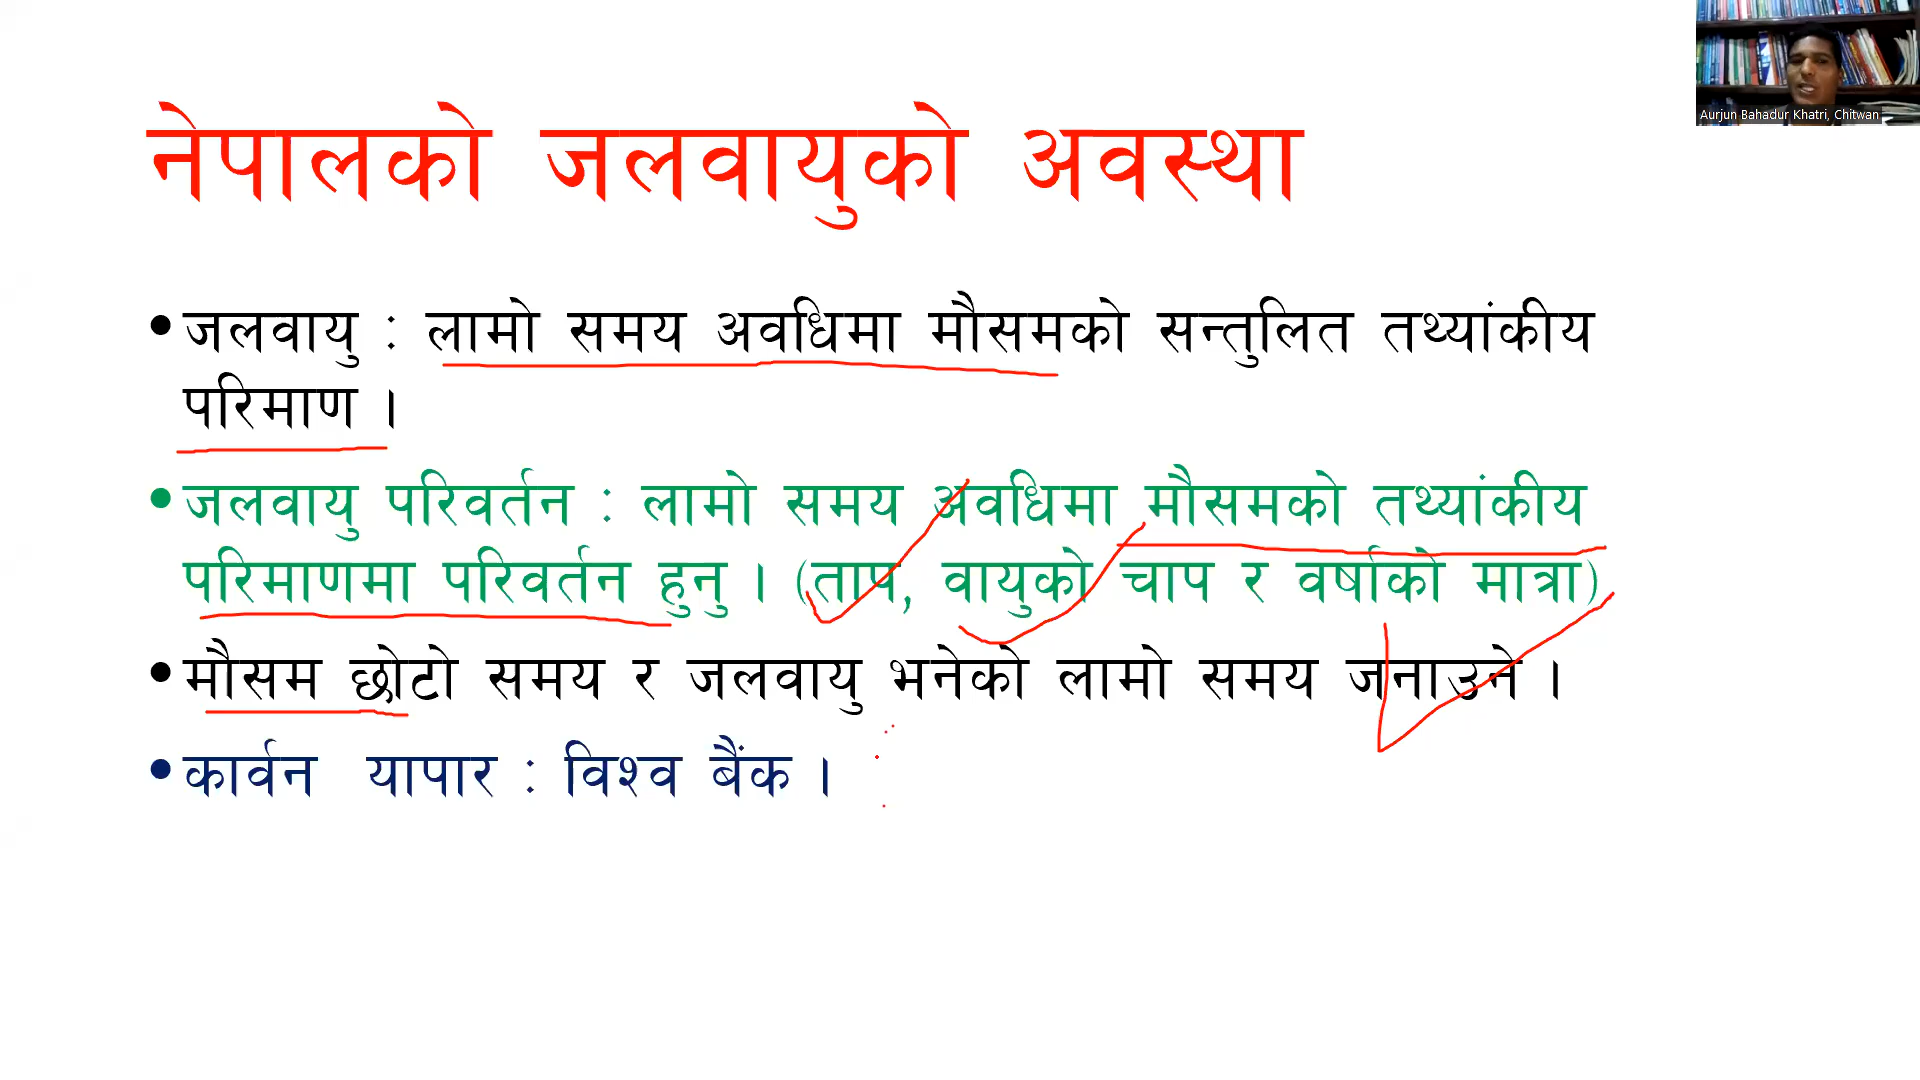 Aurjun Bahadur Khatri, Chitwan
नेपालको जलवायुको अवस्था
•जलवायु : लामो समय अवधिमा मौसमको सन्तुलित तथ्यांकीय
परिमाण ।
•जलवायु परिवर्तन : लामो समय अवधिमा मौसमको तथ्यांकीय
परिमाणमा परिवर्तन हुनु । (ताप, वायुको चाप र वर्षाको मात्रा)
•मौसम छोटो समय र जलवायु भनेको लामो समय जनाउने ।
•कार्वन यापार : विश्व बैंक ।